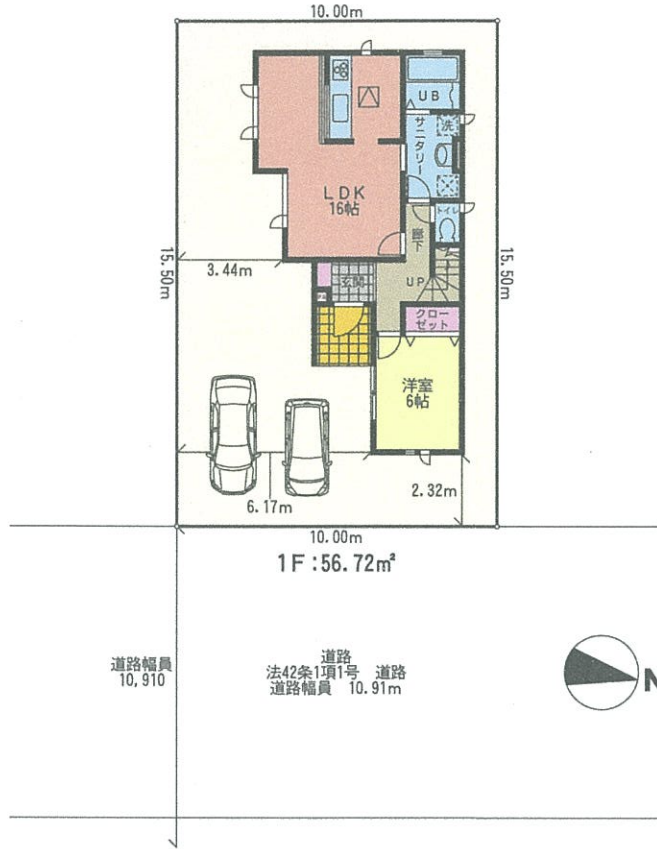 10.00m
UB
洗
サニタリー
LDK
16帖
トイレ
廊下
15.50m
15.50m
3.44m
玄関
UP
クロー
ゼット
洋室
6帖
2.32m
6.17m
10.00m
1F:56.72㎡
道路幅員
10,910
道路
法42条1項1号 道路
道路幅員 10.91m
N